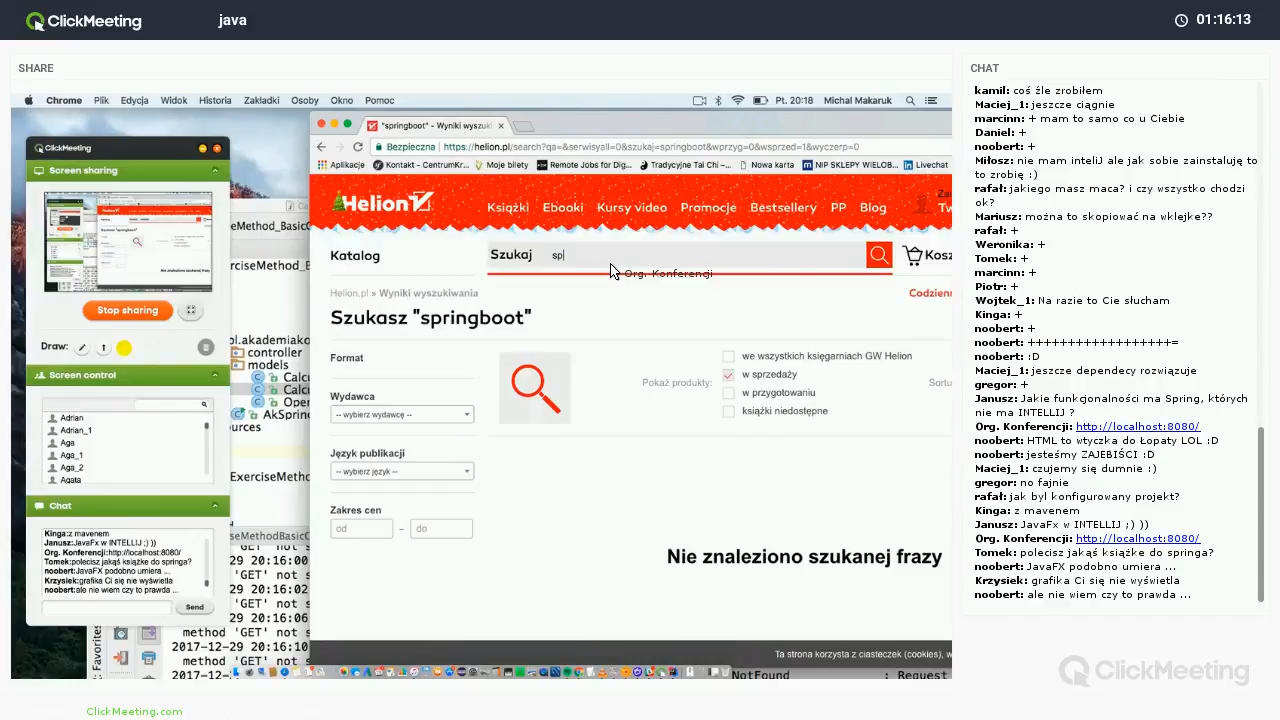 ClickMeeting
java
01:16:13
SHARE
CHAT
Chrome Plik Edycja Widok Historia Zakładki Osoby Okno Pomoc
Pt. 20:18 Michal Makaruk
ClickMeeting
Screen sharing
Stop sharing
Draw:
Screen control
Adrian
Adrian_1
Aga
Aga_1
Aga_2
Agata
Chat
Kinga:z mavenem
Janusz:JavaFx w INTELLIJ ;) ))
Org. Konferencji:http://localhost:8080/
Tomek:polecisz jakąś książke do springa?
noobert:JavaFX podobno umiera ...
Krzysiek:grafika Ci się nie wyświetla
noobert:ale nie wiem czy to prawda ...
Send
"springboot" - Wyniki wyszuki
Bezpieczna
https://helion.pl/search?qa=&serwisyall=0&szukaj=springboot&wprzyg=0&wsprzed=1&wyczerp=0
Aplikacje
Kontakt - CentrumKr...
Moje bilety
Remote Jobs for Dig...
Tradycyjne Tai Chi –...
Nowa karta
NIP SKLEPY WIELOB...
Livechat
Helion
Książki Ebooki Kursy video Promocje Bestsellery PP Blog
Katalog
Szukaj
sp
Org. Konferencji
Helion.pl » Wyniki wyszukiwania
Szukasz "springboot"
Format
Wydawca
-- wybierz wydawcę --
Język publikacji
-- wybierz język --
Zakres cen
od – do
Pokaż produkty:
we wszystkich księgarniach GW Helion
w sprzedaży
w przygotowaniu
książki niedostępne
Nie znaleziono szukanej frazy
Ta strona korzysta z ciasteczek (cookies), w
controller
models
2017-12-29 20:16:10
method 'GET' not s
NotFound : Request
kamil: coś źle zrobiłem
Maciej_1: jeszcze ciągnie
marcinn: + mam to samo co u Ciebie
Daniel: +
noobert: +
Miłosz: nie mam inteliJ ale jak sobie zainstaluję to
to zrobię ;)
rafał: jakiego masz maca? i czy wszystko chodzi
ok?
Mariusz: można to skopiować na wklejke??
rafał: +
Weronika: +
Tomek: +
marcinn: +
Piotr: +
Wojtek_1: Na razie to Cie słucham
Kinga: +
noobert: +
noobert: ++++++++++++++++++=
noobert: :D
Maciej_1: jeszcze dependecy rozwiązuje
gregor: +
Janusz: Jakie funkcjonalności ma Spring, których
nie ma INTELLIJ ?
Org. Konferencji: http://localhost:8080/
noobert: HTML to wtyczka do Łopaty LOL :D
noobert: jesteśmy ZAJEBIŚCI :D
Maciej_1: czujemy się dumnie :)
gregor: no fajnie
rafał: jak byl konfigurowany projekt?
Kinga: z mavenem
Janusz: JavaFx w INTELLIJ ;) ))
Org. Konferencji: http://localhost:8080/
Tomek: polecisz jakąś książke do springa?
noobert: JavaFX podobno umiera ...
Krzysiek: grafika Ci się nie wyświetla
noobert: ale nie wiem czy to prawda ...
ClickMeeting
ClickMeeting.com